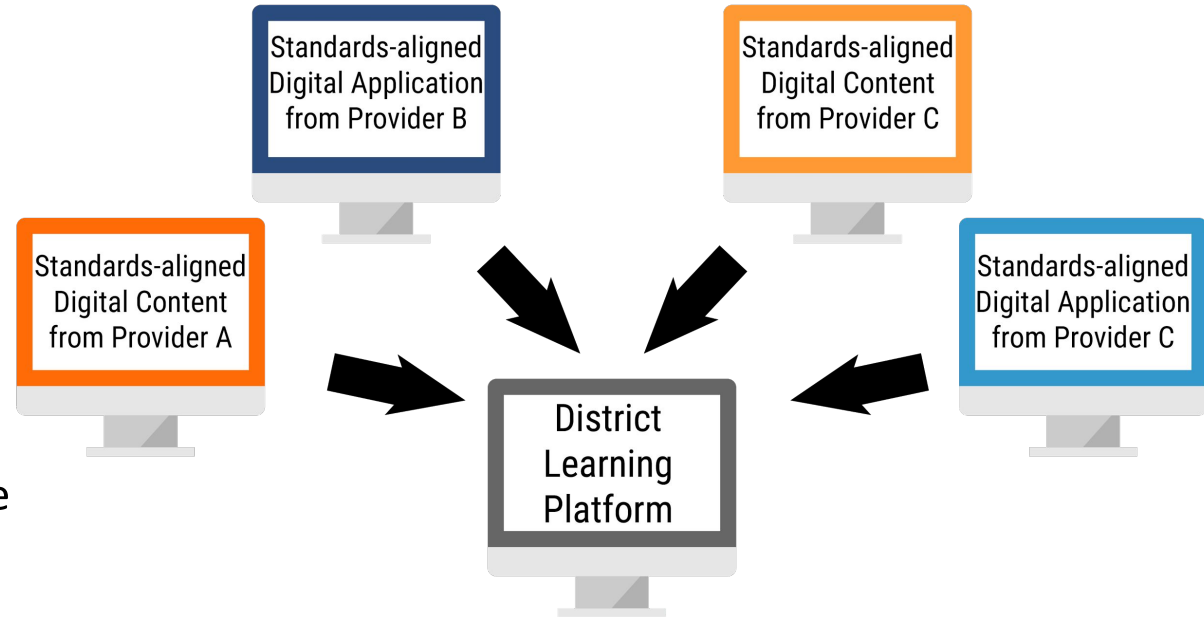 Standards-aligned
Digital Application
from Provider B
Standards-aligned
Digital Content
from Provider C
Standards-aligned
Digital Content
from Provider A
Standards-aligned
Digital Application
from Provider C
District
Learning
Platform
e